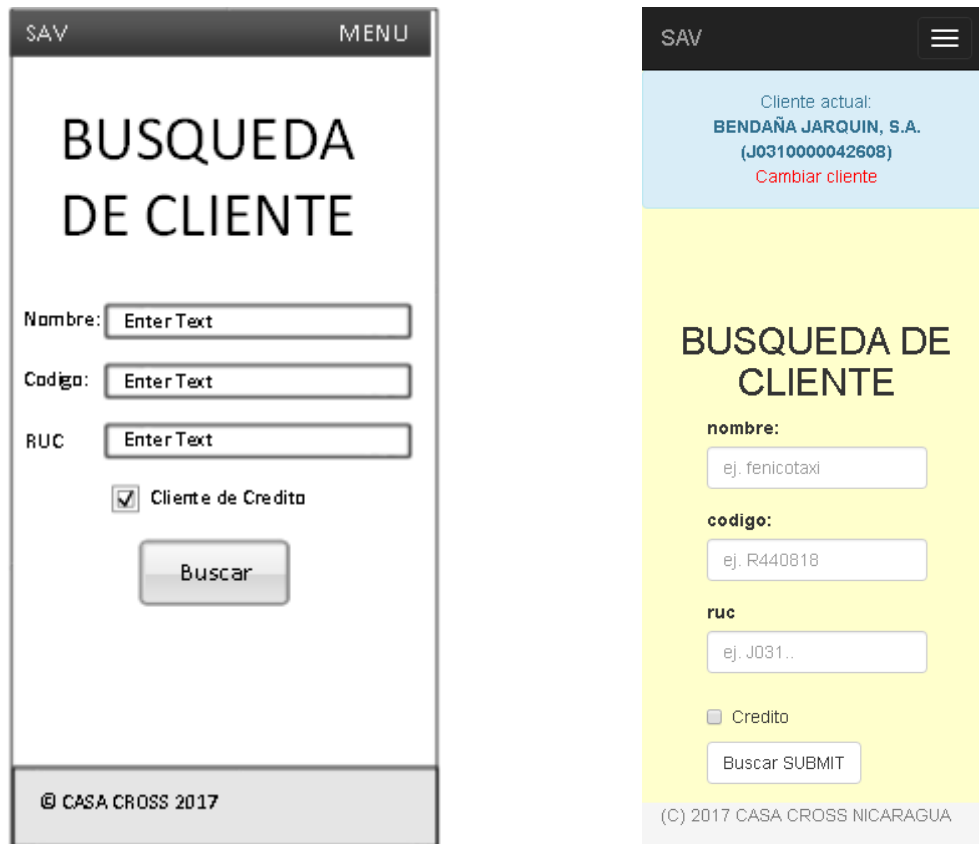 SAV MENU
BUSQUEDA
DE CLIENTE
Nombre: Enter Text
Codigo: Enter Text
RUC Enter Text
Cliente de Credito
Buscar
© CASA CROSS 2017
SAV
Cliente actual:
BENDAÑA JARQUIN, S.A.
(J0310000042608)
Cambiar cliente
BUSQUEDA DE
CLIENTE
nombre:
ej. fenicotaxi
codigo:
ej. R440818
ruc
ej. J031..
Credito
Buscar SUBMIT
(C) 2017 CASA CROSS NICARAGUA